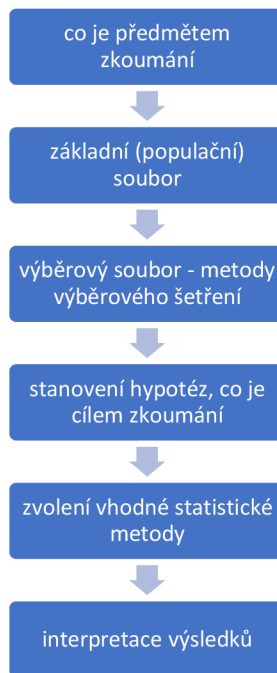 co je předmětem
zkoumání
základní (populační)
soubor
výběrový soubor - metody
výběrového šetření
stanovení hypotéz, co je
cílem zkoumání
zvolení vhodné statistické
metody
interpretace výsledků